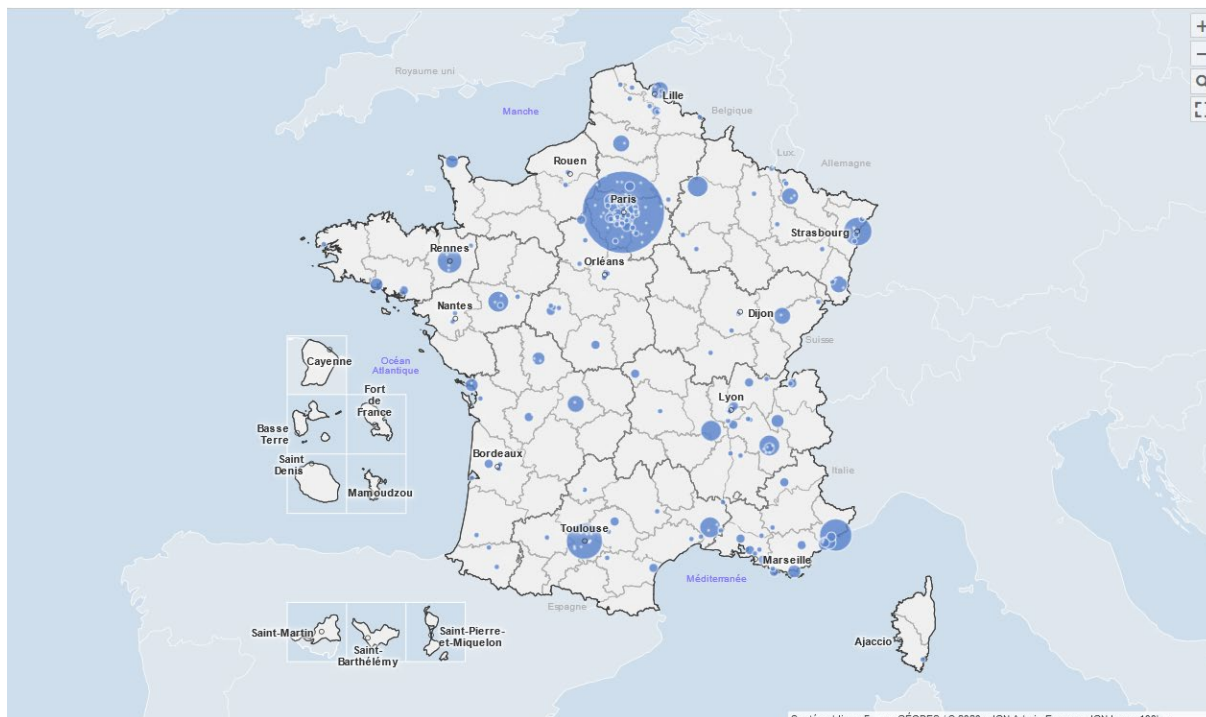 Royaume uni
Manche
Belgique
Lille
Lux.
Allemagne
Rouen
Paris
Strasbourg
Rennes
Orléans
Nantes
Dijon
Suisse
Océan
Atlantique
Cayenne
Fort
de
France
Basse
Terre
Lyon
Bordeaux
Saint
Denis
Mamoudzou
Italie
Toulouse
Marseille
Méditerranée
Espagne
Saint-Martin
Saint-
Barthélémy
Saint-Pierre-
et-Miquelon
Ajaccio